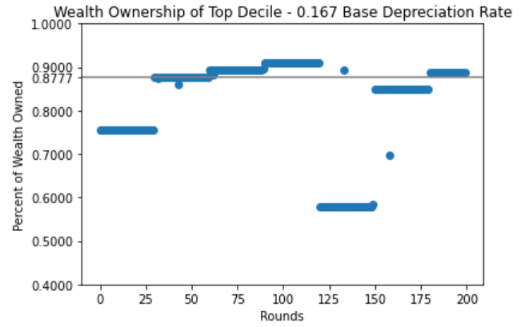 Wealth Ownership of Top Decile - 0.167 Base Depreciation Rate
1.0000
0.9000
0.8777
0.8000
0.7000
0.6000
0.5000
0.4000
Percent of Wealth Owned
0 25 50 75 100 125 150 175 200
Rounds